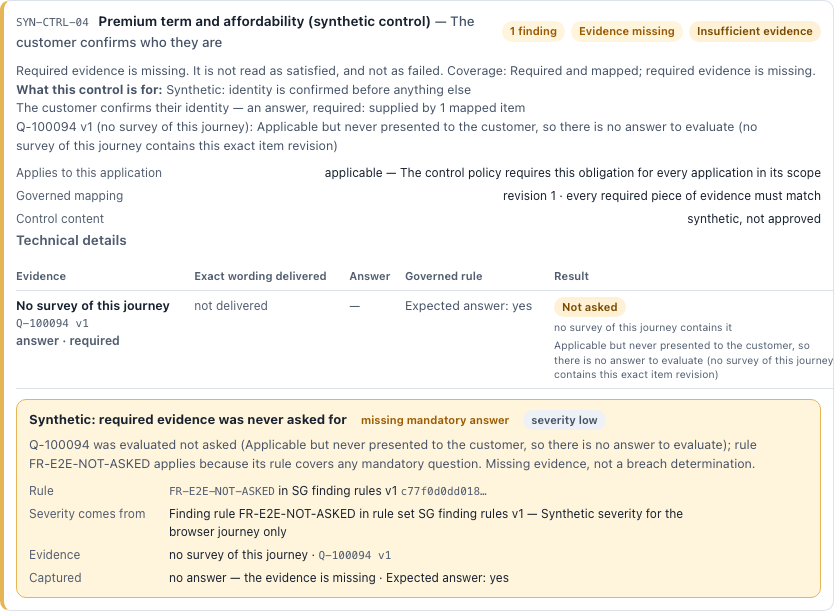 SYN-CTRL-04 Premium term and affordability (synthetic control) — The customer confirms who they are
1 finding Evidence missing Insufficient evidence
Required evidence is missing. It is not read as satisfied, and not as failed. Coverage: Required and mapped; required evidence is missing.
What this control is for: Synthetic: identity is confirmed before anything else
The customer confirms their identity — an answer, required: supplied by 1 mapped item
Q-100094 v1 (no survey of this journey): Applicable but never presented to the customer, so there is no answer to evaluate (no
survey of this journey contains this exact item revision)
Applies to this application applicable — The control policy requires this obligation for every application in its scope
Governed mapping revision 1 · every required piece of evidence must match
Control content synthetic, not approved
Technical details
Evidence Exact wording delivered Answer Governed rule Result
No survey of this journey not delivered — Expected answer: yes Not asked
Q-100094 v1
answer · required
no survey of this journey contains it
Applicable but never presented to the customer, so
there is no answer to evaluate (no survey of this journey
contains this exact item revision)
Synthetic: required evidence was never asked for missing mandatory answer severity low
Q-100094 was evaluated not asked (Applicable but never presented to the customer, so there is no answer to evaluate); rule
FR-E2E-NOT-ASKED applies because its rule covers any mandatory question. Missing evidence, not a breach determination.
Rule FR-E2E-NOT-ASKED in SG finding rules v1 c77f0d0dd018…
Severity comes from Finding rule FR-E2E-NOT-ASKED in rule set SG finding rules v1 — Synthetic severity for the
browser journey only
Evidence no survey of this journey · Q-100094 v1
Captured no answer — the evidence is missing · Expected answer: yes